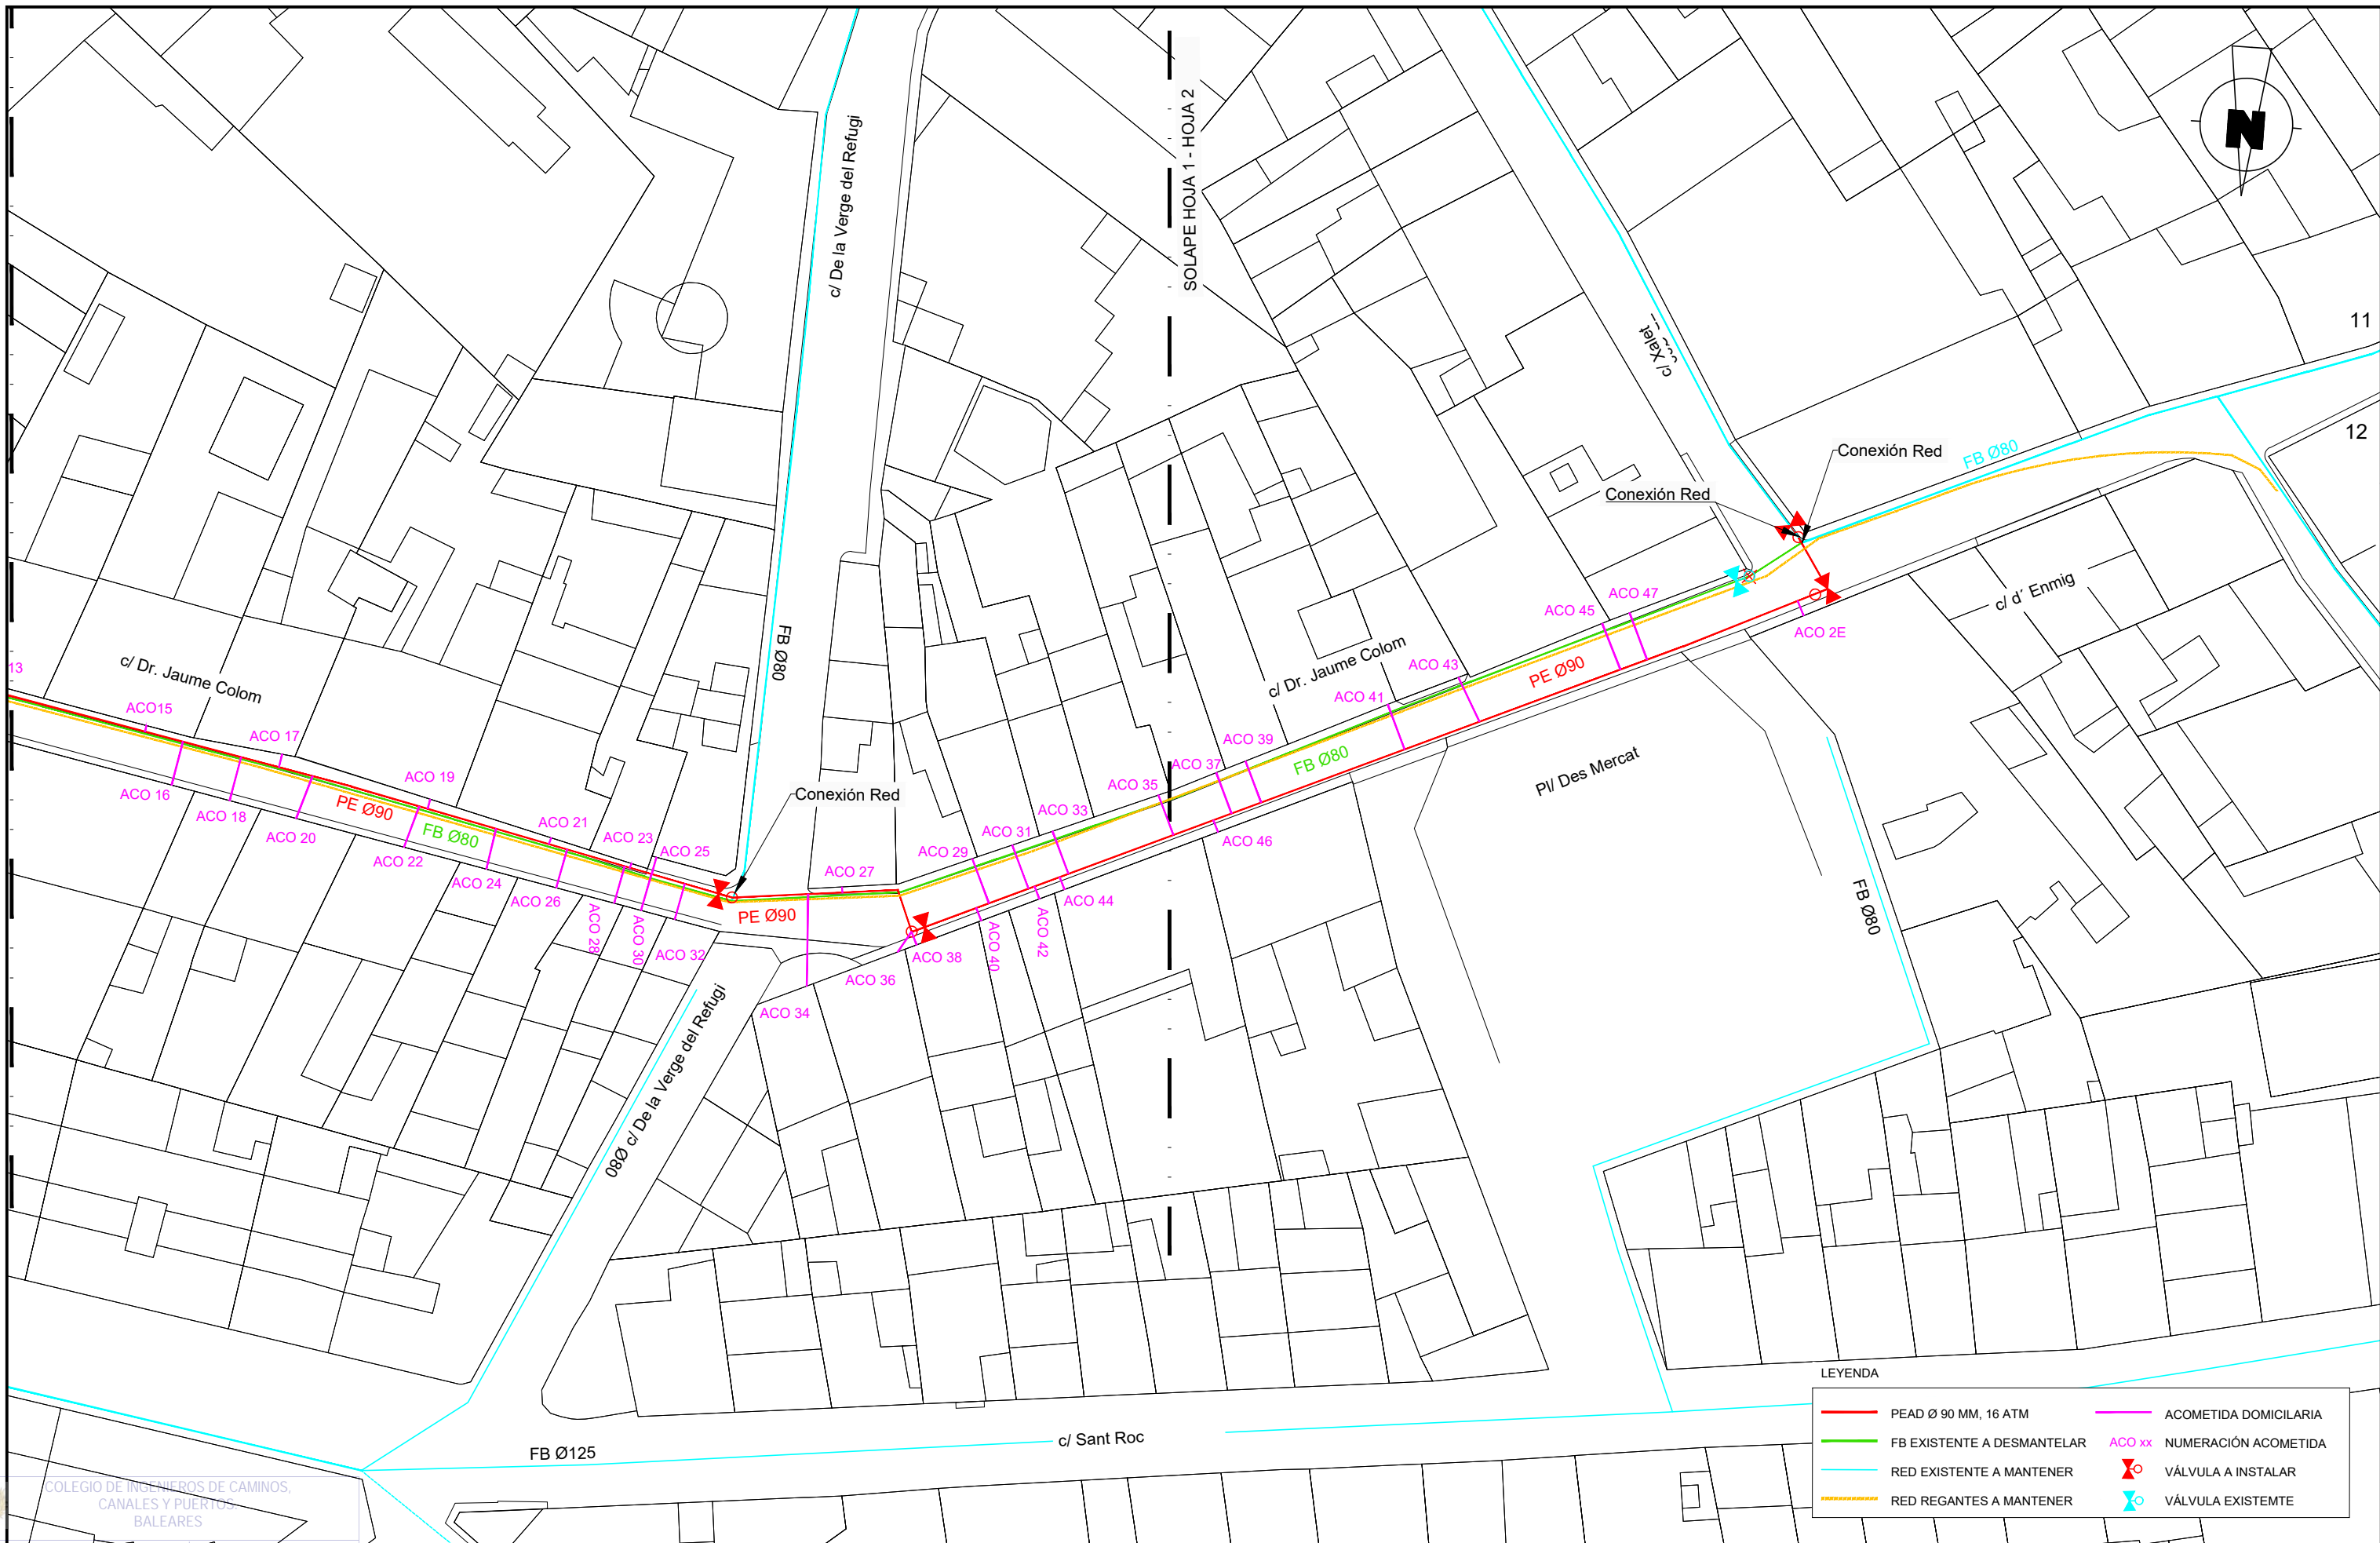 c/ De la Verge del Refugi
SOLAPE HOJA 1 - HOJA 2
N
11
12
c/ Xalet
Conexión Red
Conexión Red
FB Ø80
c/ d´ Enmig
ACO 45
ACO 47
ACO 2E
FB Ø80
13
c/ Dr. Jaume Colom
c/ Dr. Jaume Colom
ACO 43
PE Ø90
ACO 41
ACO15
ACO 17
ACO 39
ACO 37
FB Ø80
Pl/ Des Mercat
ACO 35
ACO 16
ACO 18
ACO 19
Conexión Red
PE Ø90
ACO 20
FB Ø80
ACO 21
ACO 33
ACO 31
ACO 46
ACO 22
ACO 23
ACO 25
ACO 29
ACO 27
ACO 24
ACO 26
ACO 28
ACO 30
ACO 32
PE Ø90
ACO 44
ACO 42
ACO 40
ACO 38
ACO 36
ACO 34
FB Ø80
08Ø c/ De la Verge del Refugi
FB Ø125
c/ Sant Roc
LEYENDA
PEAD Ø 90 MM, 16 ATM
ACOMETIDA DOMICILARIA
FB EXISTENTE A DESMANTELAR
ACO xx NUMERACIÓN ACOMETIDA
RED EXISTENTE A MANTENER
VÁLVULA A INSTALAR
RED REGANTES A MANTENER
VÁLVULA EXISTEMTE
COLEGIO DE INGENIEROS DE CAMINOS,
CANALES Y PUERTOS.
BALEARES